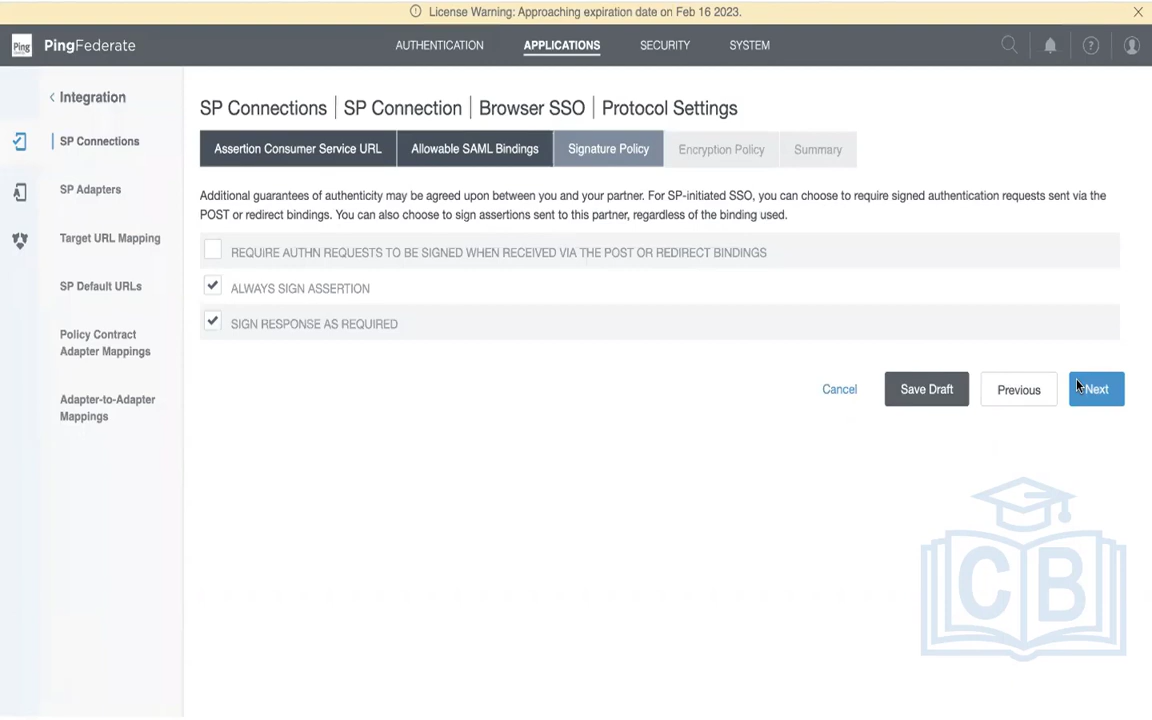 License Warning: Approaching expiration date on Feb 16 2023.
Ping
PingFederate
AUTHENTICATION
APPLICATIONS
SECURITY
SYSTEM
Integration
SP Connections
SP Adapters
Target URL Mapping
SP Default URLs
Policy Contract
Adapter Mappings
Adapter-to-Adapter
Mappings
SP Connections | SP Connection | Browser SSO | Protocol Settings
Assertion Consumer Service URL
Allowable SAML Bindings
Signature Policy
Encryption Policy
Summary
Additional guarantees of authenticity may be agreed upon between you and your partner. For SP-initiated SSO, you can choose to require signed authentication requests sent via the
POST or redirect bindings. You can also choose to sign assertions sent to this partner, regardless of the binding used.
REQUIRE AUTHN REQUESTS TO BE SIGNED WHEN RECEIVED VIA THE POST OR REDIRECT BINDINGS
ALWAYS SIGN ASSERTION
SIGN RESPONSE AS REQUIRED
Cancel
Save Draft
Previous
Next
CB